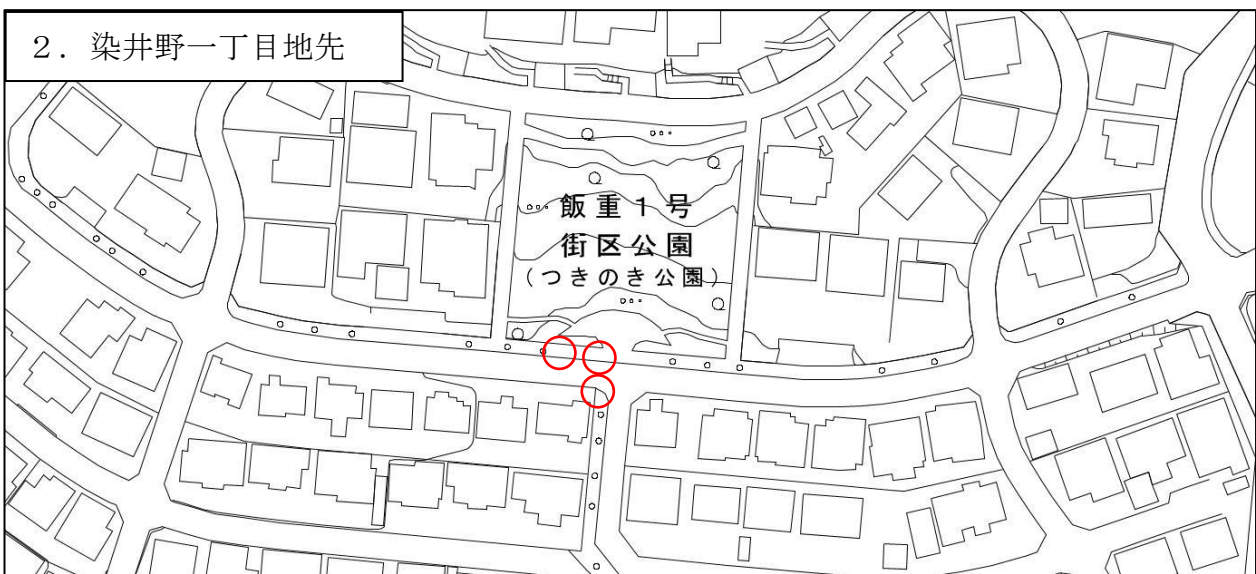 ２．染井野一丁目地先
飯重１号
街区公園
(つきのき公園)